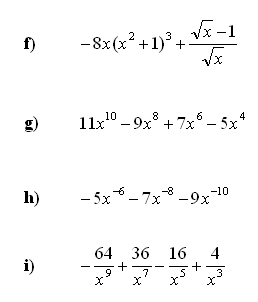 f) −8x(x² + 1)³ + (√x − 1)/√x
g) 11x¹⁰ − 9x⁸ + 7x⁶ − 5x⁴
h) −5x⁻⁶ − 7x⁻⁸ − 9x⁻¹⁰
i) −64/x⁹ + 36/x⁷ − 16/x⁵ + 4/x³